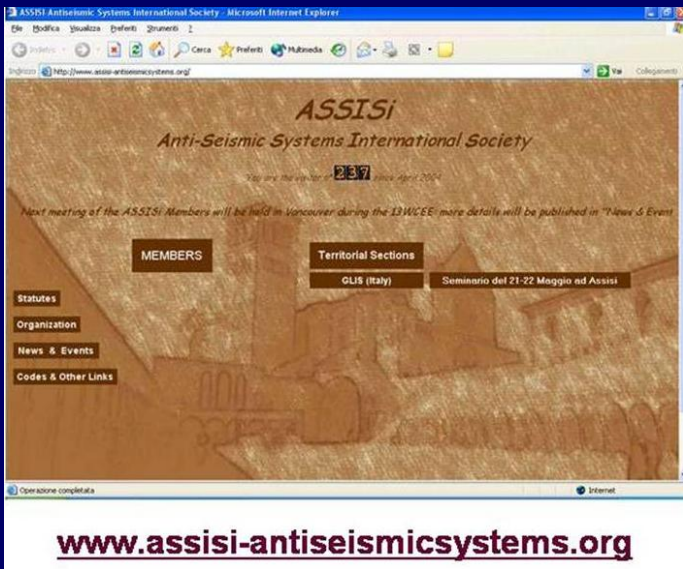 ASSISI-Antiseismic Systems International Society - Microsoft Internet Explorer
File Modifica Visualizza Preferiti Strumenti ?
Indietro Cerca Preferiti Multimedia
Indirizzo http://www.assisi-antiseismicsystems.org/ Vai Collegamenti
ASSISi
Anti-Seismic Systems International Society
You are the visitor n° 237 since April 2004
Next meeting of the ASSISi Members will be held in Vancouver during the 13WCEE: more details will be published in "News & Event
MEMBERS
Territorial Sections
GLIS (Italy) Seminario del 21-22 Maggio ad Assisi
Statutes
Organization
News & Events
Codes & Other Links
Operazione completata Internet
www.assisi-antiseismicsystems.org